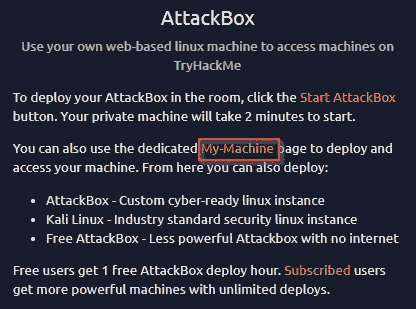 AttackBox
Use your own web-based linux machine to access machines on
TryHackMe
To deploy your AttackBox in the room, click the Start AttackBox
button. Your private machine will take 2 minutes to start.
You can also use the dedicated My-Machine page to deploy and
access your machine. From here you can also deploy:
• AttackBox - Custom cyber-ready linux instance
• Kali Linux - Industry standard security linux instance
• Free AttackBox - Less powerful Attackbox with no internet
Free users get 1 free AttackBox deploy hour. Subscribed users
get more powerful machines with unlimited deploys.